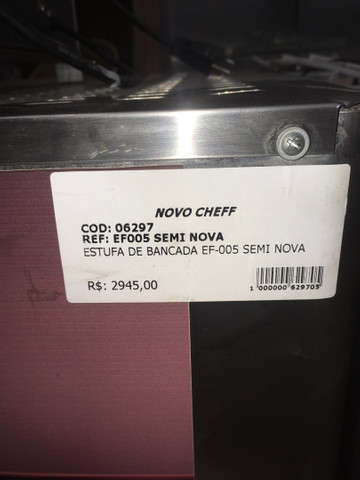 NOVO CHEFF
COD: 06297
REF: EF005 SEMI NOVA
ESTUFA DE BANCADA EF-005 SEMI NOVA
R$: 2945,00
1 000000 629705